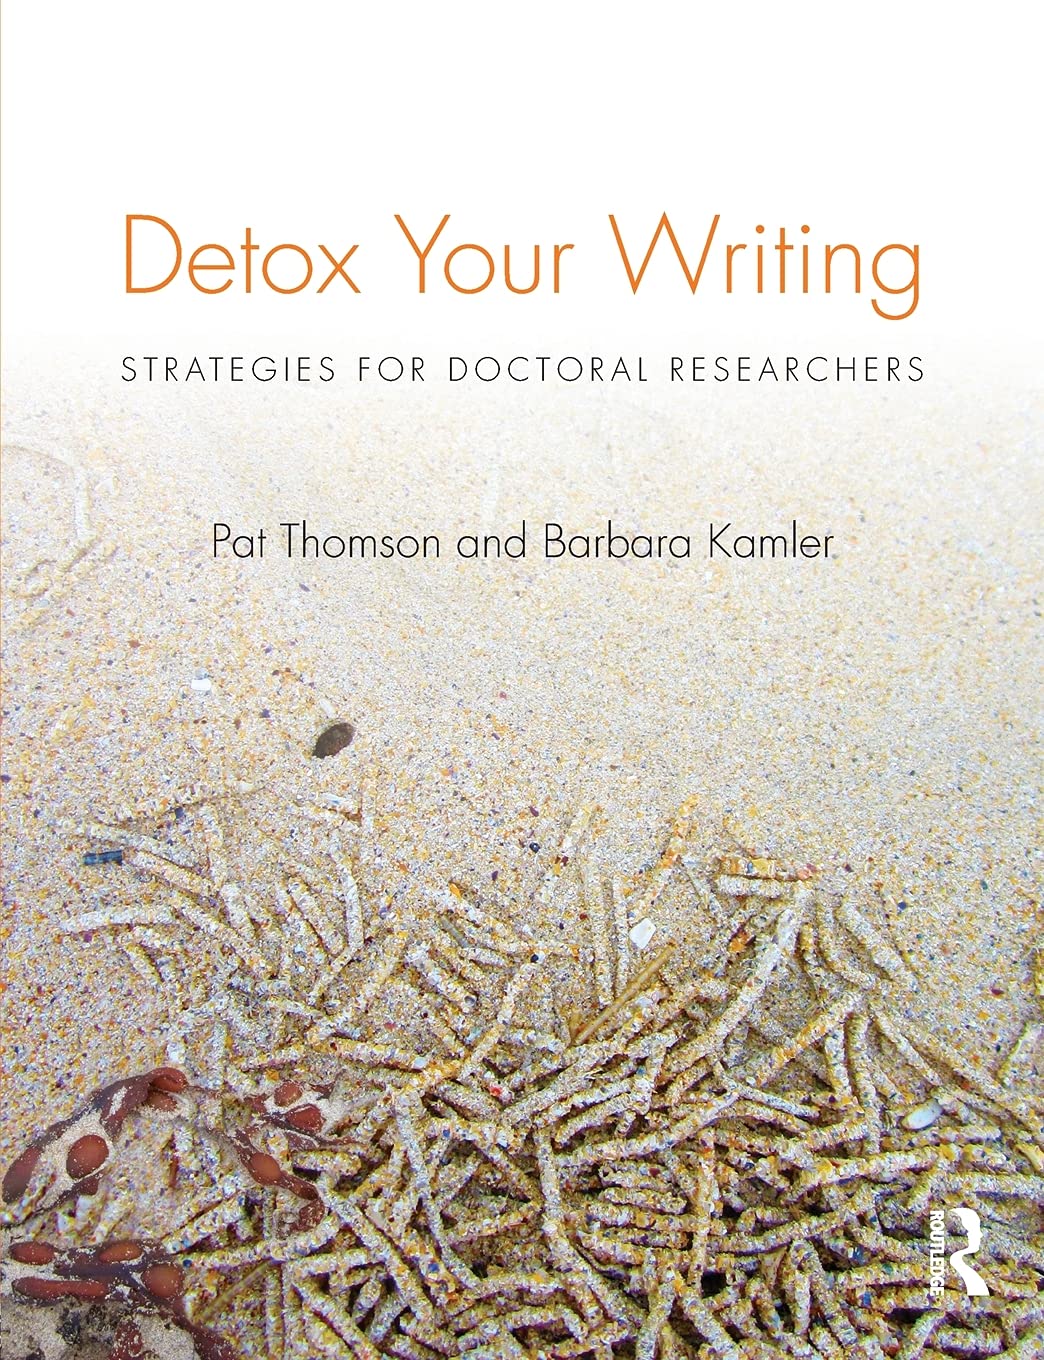 Detox Your Writing
STRATEGIES FOR DOCTORAL RESEARCHERS
Pat Thomson and Barbara Kamler
ROUTLEDGE